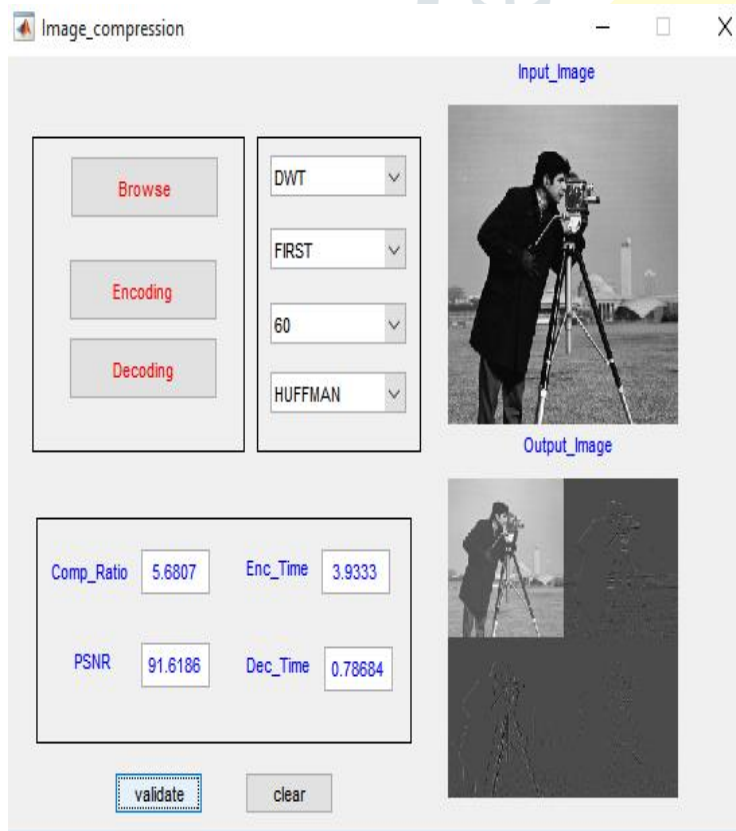 Image_compression
Input_Image
Browse
DWT
Encoding
FIRST
60
Decoding
HUFFMAN
Output_Image
Comp_Ratio 5.6807 Enc_Time 3.9333
PSNR 91.6186 Dec_Time 0.78684
validate clear